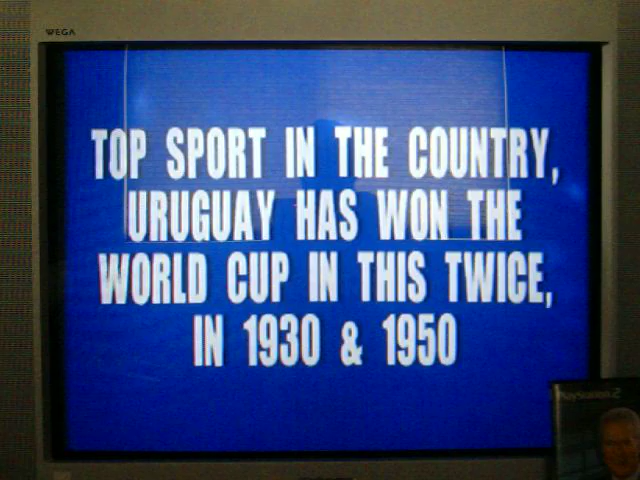 WEGA
TOP SPORT IN THE COUNTRY,
URUGUAY HAS WON THE
WORLD CUP IN THIS TWICE,
IN 1930 & 1950
PlayStation.2